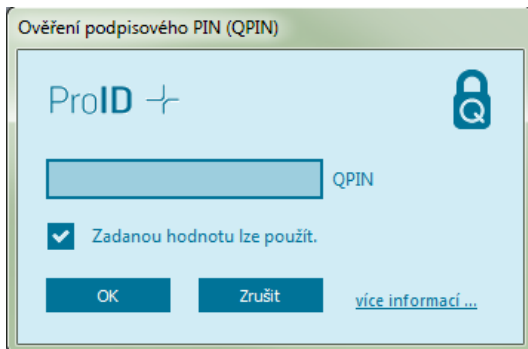 Ověření podpisového PIN (QPIN)
ProID
Q
QPIN
Zadanou hodnotu lze použít.
OK
Zrušit
více informací ...